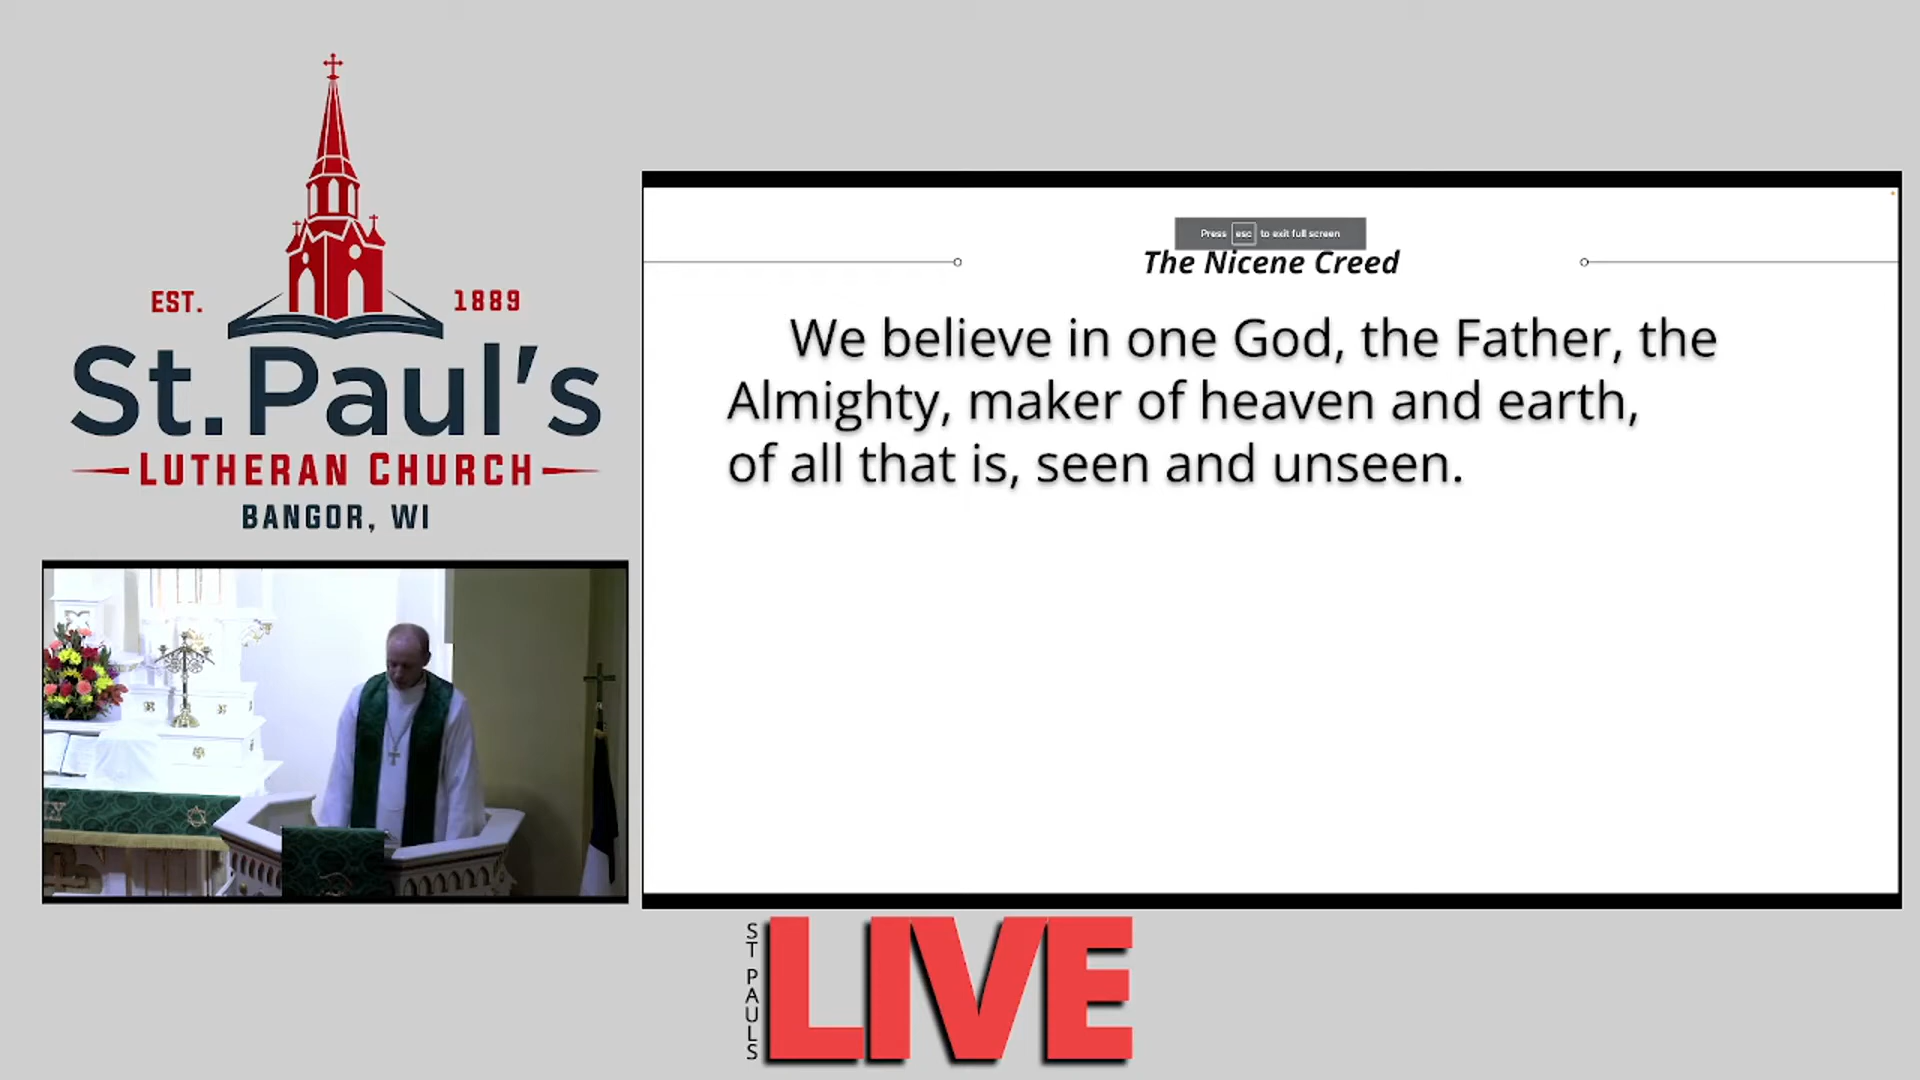 EST. 1889
St.Paul's
LUTHERAN CHURCH
BANGOR, WI
Press esc to exit full screen
The Nicene Creed
We believe in one God, the Father, the
Almighty, maker of heaven and earth,
of all that is, seen and unseen.
ST PAULS
LIVE